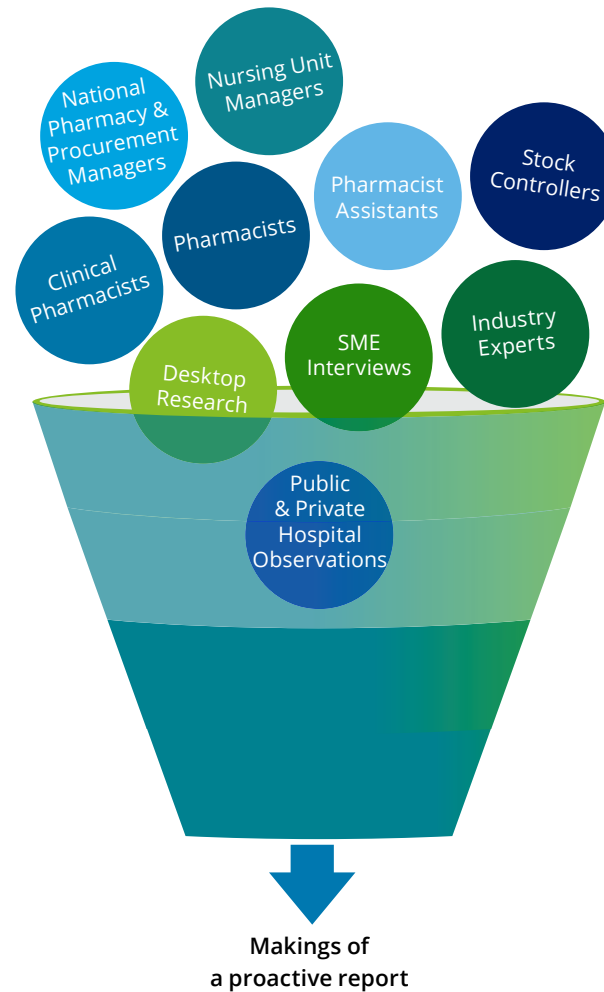 National
Pharmacy &
Procurement
Managers
Nursing Unit
Managers
Pharmacist
Assistants
Stock
Controllers
Clinical
Pharmacists
Pharmacists
Desktop
Research
SME
Interviews
Industry
Experts
Public
& Private
Hospital
Observations
Makings of
a proactive report